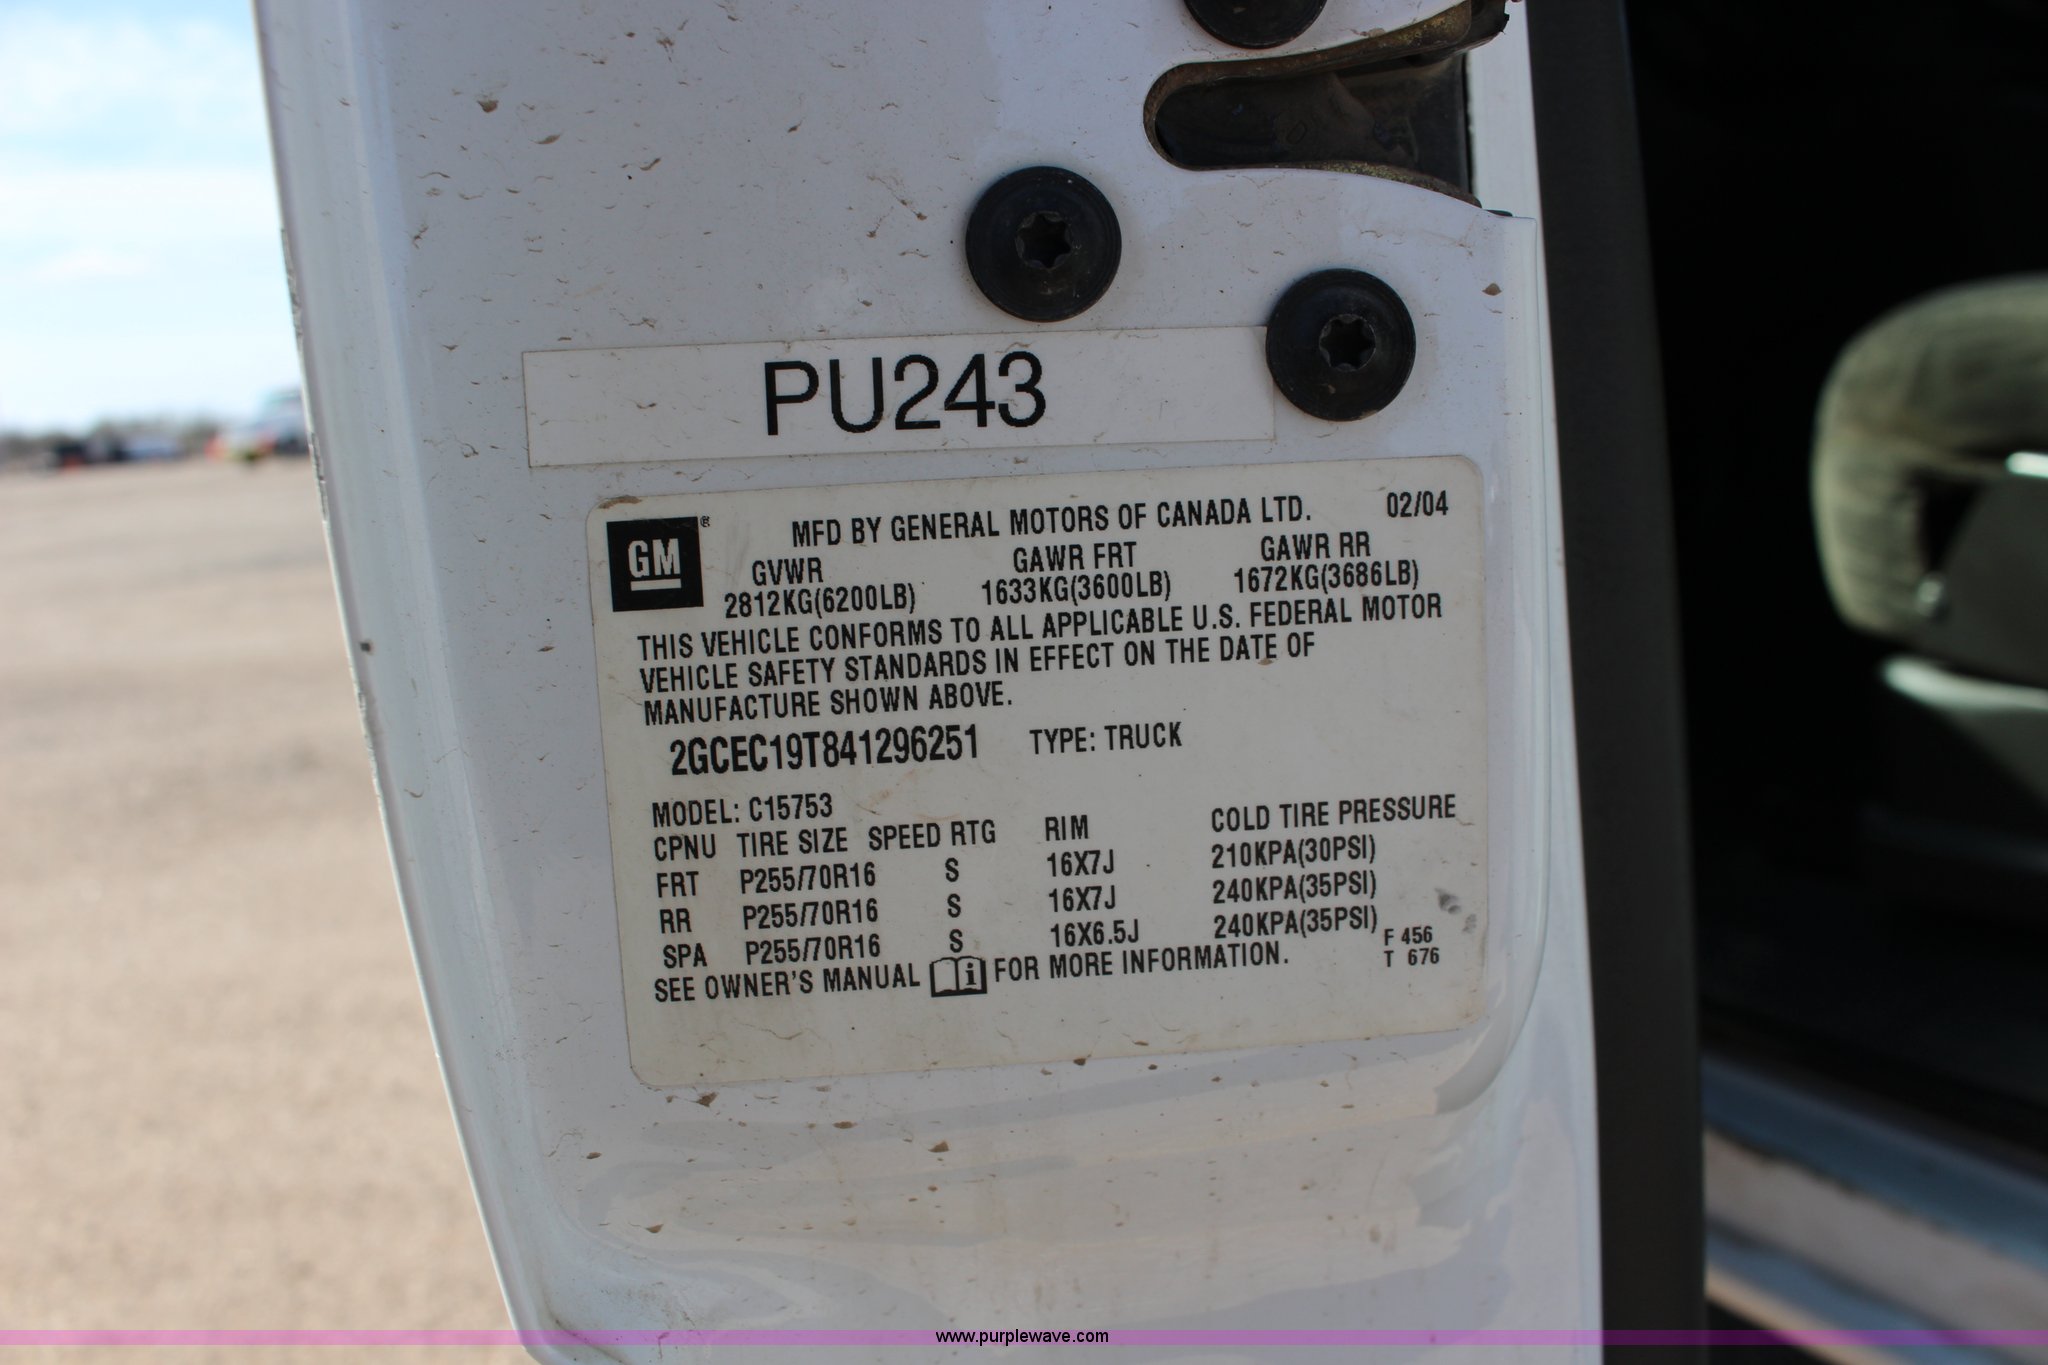 PU243
GM®
MFD BY GENERAL MOTORS OF CANADA LTD. 02/04
GVWR GAWR FRT GAWR RR
2812KG(6200LB) 1633KG(3600LB) 1672KG(3686LB)
THIS VEHICLE CONFORMS TO ALL APPLICABLE U.S. FEDERAL MOTOR
VEHICLE SAFETY STANDARDS IN EFFECT ON THE DATE OF
MANUFACTURE SHOWN ABOVE.
2GCEC19T841296251 TYPE: TRUCK
MODEL: C15753
CPNU TIRE SIZE SPEED RTG RIM COLD TIRE PRESSURE
FRT P255/70R16 S 16X7J 210KPA(30PSI)
RR P255/70R16 S 16X7J 240KPA(35PSI)
SPA P255/70R16 S 16X6.5J 240KPA(35PSI)
SEE OWNER'S MANUAL i FOR MORE INFORMATION.
F 456
T 676
www.purplewave.com